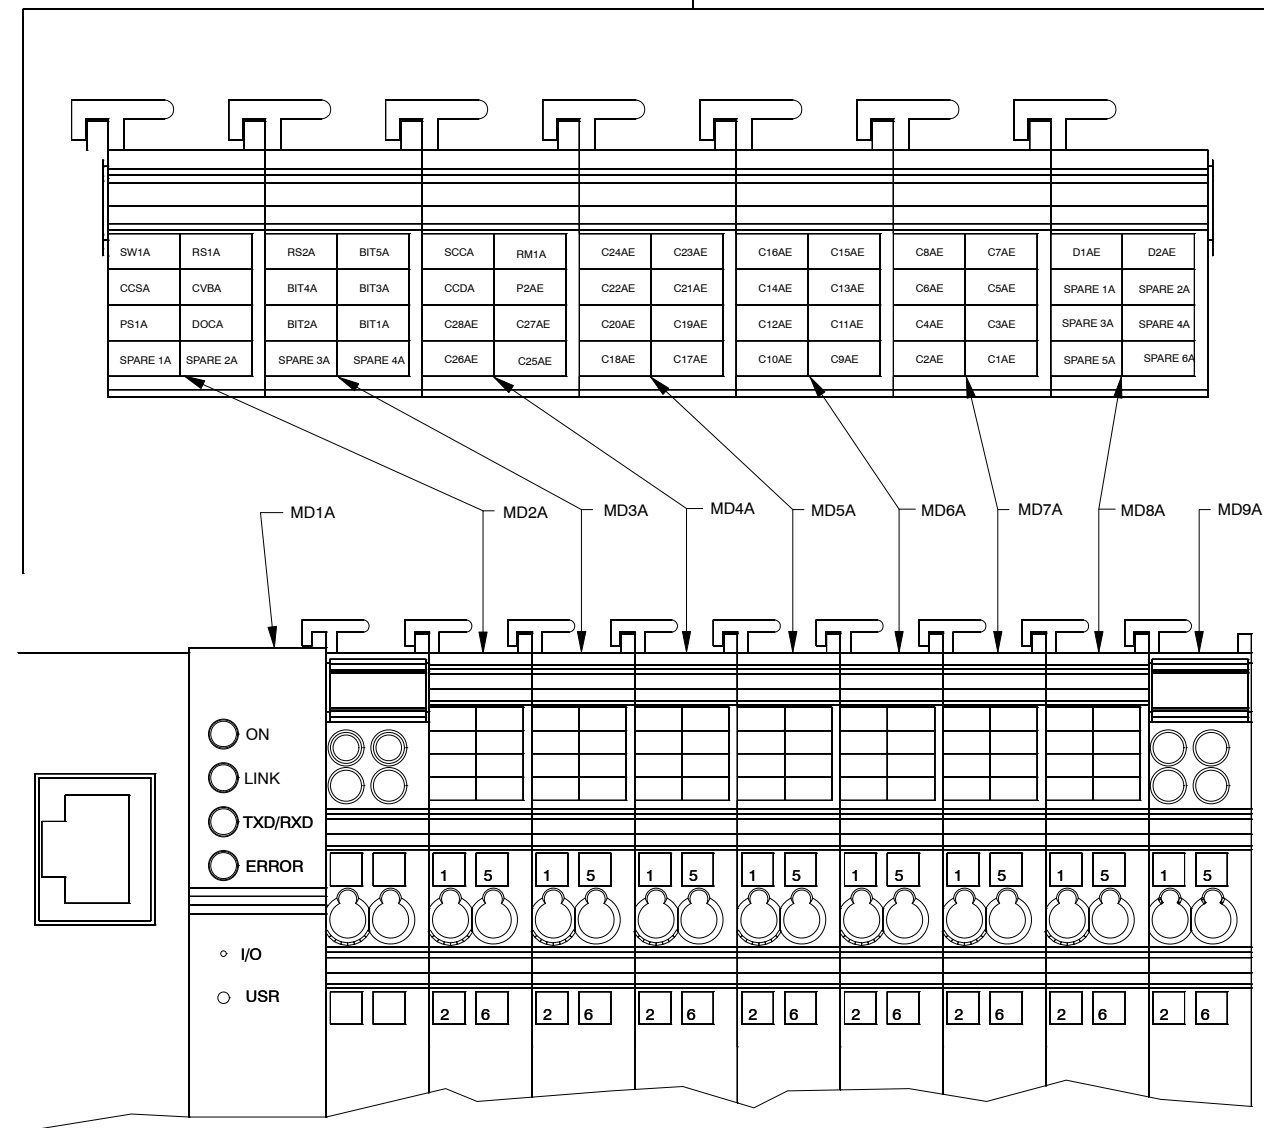 SW1A RS1A RS2A BIT5A SCCA RM1A C24AE C23AE C16AE C15AE C8AE C7AE D1AE D2AE
CCSA CVBA BIT4A BIT3A CCDA P2AE C22AE C21AE C14AE C13AE C6AE C5AE SPARE 1A SPARE 2A
PS1A DOCA BIT2A BIT1A C28AE C27AE C20AE C19AE C12AE C11AE C4AE C3AE SPARE 3A SPARE 4A
SPARE 1A SPARE 2A SPARE 3A SPARE 4A C26AE C25AE C18AE C17AE C10AE C9AE C2AE C1AE SPARE 5A SPARE 6A
MD1A MD2A MD3A MD4A MD5A MD6A MD7A MD8A MD9A
ON
LINK
TXD/RXD
ERROR
1 5 1 5 1 5 1 5 1 5 1 5 1 5 1 5
I/O
USR
2 6 2 6 2 6 2 6 2 6 2 6 2 6 2 6